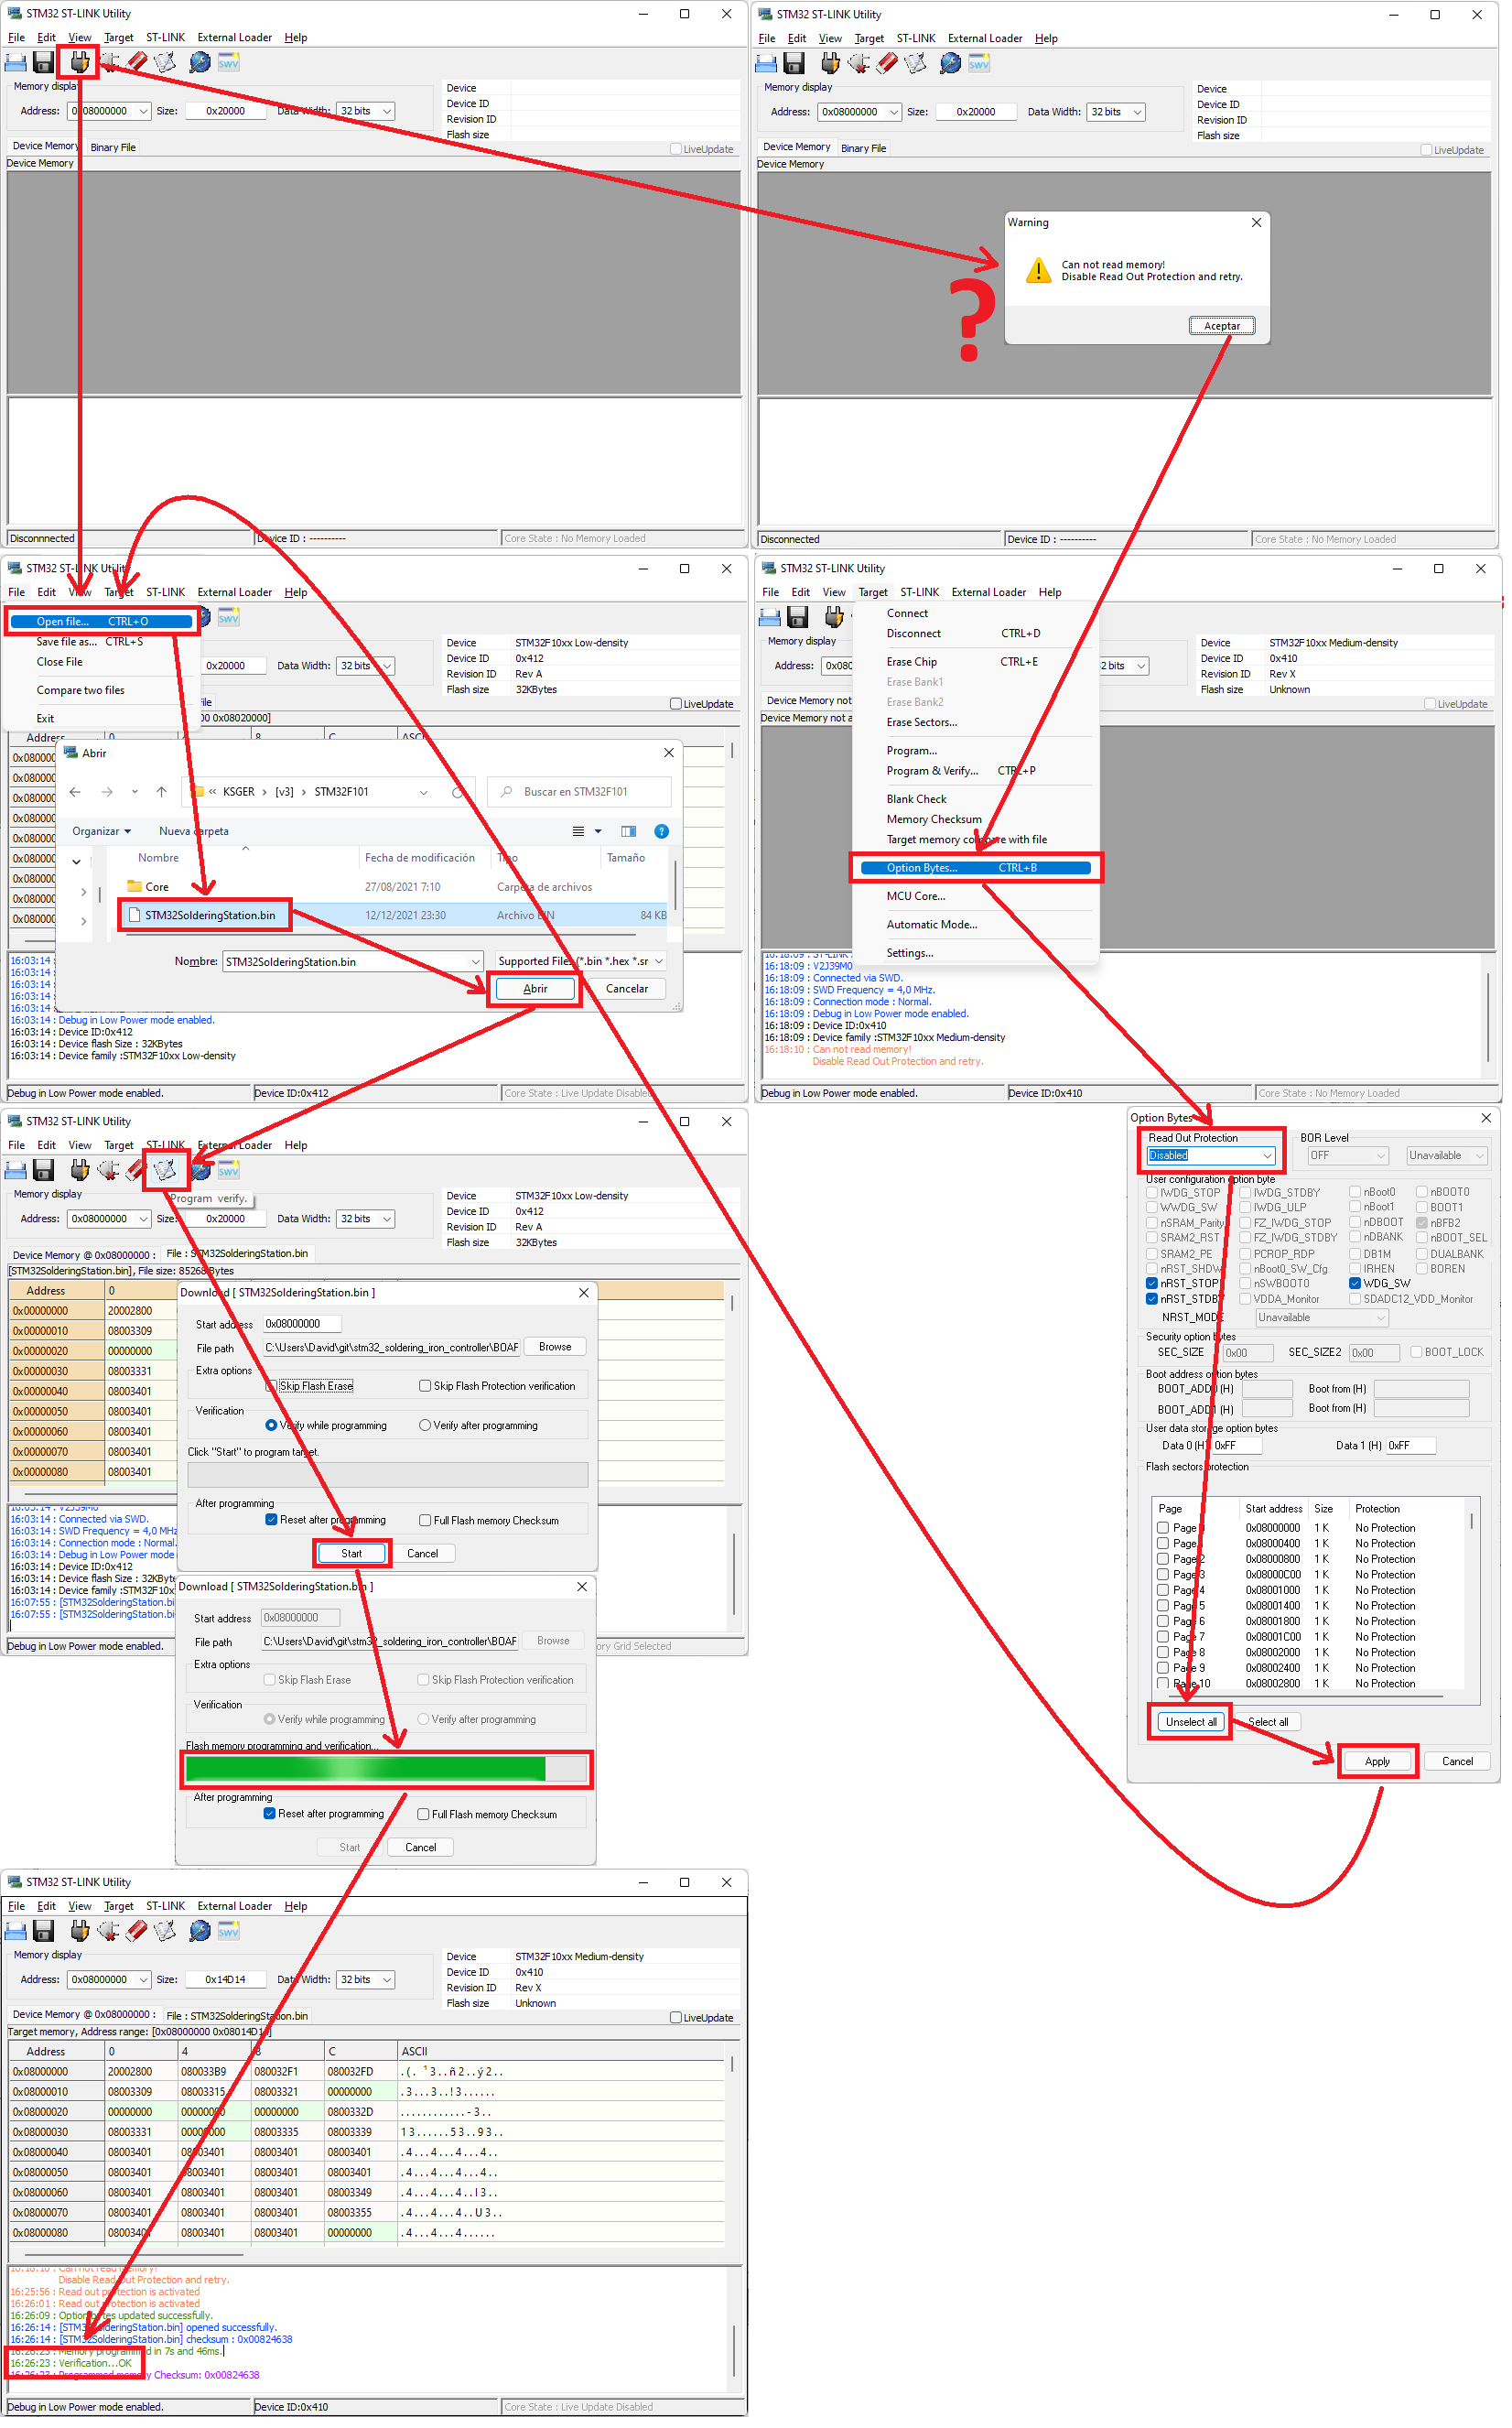 STM32 ST-LINK Utility
File Edit View Target ST-LINK External Loader Help
Memory display
Address: 0x08000000 Size: 0x20000 Data Width: 32 bits
Device
Device ID
Revision ID
Flash size
Device Memory Binary File
LiveUpdate
Device Memory
Disconnected
Device ID : ----------
Core State : No Memory Loaded
STM32 ST-LINK Utility
File Edit View Target ST-LINK External Loader Help
Memory display
Address: 0x08000000 Size: 0x20000 Data Width: 32 bits
Device
Device ID
Revision ID
Flash size
Device Memory Binary File
LiveUpdate
Device Memory
Warning
Can not read memory!
Disable Read Out Protection and retry.
Aceptar
?
Disconnected
Device ID : ----------
Core State : No Memory Loaded
STM32 ST-LINK Utility
File Edit View Target ST-LINK External Loader Help
Open file... CTRL+O
Save file as... CTRL+S
Close File
Compare two files
Exit
0x20000 Data Width: 32 bits
Device STM32F10xx Low-density
Device ID 0x412
Revision ID Rev A
Flash size 32KBytes
LiveUpdate
00 0x08020000]
Address 0 8 C ASCII
Abrir
KSGER > [v3] > STM32F101
Buscar en STM32F101
Organizar Nueva carpeta
Nombre Fecha de modificación Tipo Tamaño
Core 27/08/2021 7:10 Carpeta de archivos
STM32SolderingStation.bin 12/12/2021 23:30 Archivo BIN 84 KB
Nombre: STM32SolderingStation.bin Supported Files (*.bin *.hex *.sr
Abrir Cancelar
16:03:14 : Debug in Low Power mode enabled.
16:03:14 : Device ID:0x412
16:03:14 : Device flash Size : 32KBytes
16:03:14 : Device family :STM32F10xx Low-density
Debug in Low Power mode enabled.
Device ID:0x412
Core State : Live Update Disabled
STM32 ST-LINK Utility
File Edit View Target ST-LINK External Loader Help
Connect
Disconnect CTRL+D
Erase Chip CTRL+E
Erase Bank1
Erase Bank2
Erase Sectors...
Program...
Program & Verify... CTRL+P
Blank Check
Memory Checksum
Target memory compare with file
Option Bytes... CTRL+B
MCU Core...
Automatic Mode...
Settings...
Memory display
Address: 0x080
2 bits
Device STM32F10xx Medium-density
Device ID 0x410
Revision ID Rev X
Flash size Unknown
Device Memory not
LiveUpdate
Device Memory not a
16:18:09 : V2J39M0
16:18:09 : Connected via SWD.
16:18:09 : SWD Frequency = 4,0 MHz.
16:18:09 : Connection mode : Normal.
16:18:09 : Debug in Low Power mode enabled.
16:18:09 : Device ID:0x410
16:18:09 : Device family :STM32F10xx Medium-density
16:18:10 : Can not read memory!
Disable Read Out Protection and retry.
Debug in Low Power mode enabled.
Device ID:0x410
Core State : No Memory Loaded
STM32 ST-LINK Utility
File Edit View Target ST-LINK External Loader Help
Program verify.
Memory display
Address: 0x08000000 Size: 0x20000 Data Width: 32 bits
Device STM32F10xx Low-density
Device ID 0x412
Revision ID Rev A
Flash size 32KBytes
Device Memory @ 0x08000000 : File : STM32SolderingStation.bin
[STM32SolderingStation.bin], File size: 85268 Bytes
Address 0
0x00000000 20002800
0x00000010 08003309
0x00000020 00000000
0x00000030 08003331
0x00000040 08003401
0x00000050 08003401
0x00000060 08003401
0x00000070 08003401
0x00000080 08003401
Download [ STM32SolderingStation.bin ]
Start address 0x08000000
File path C:\Users\David\git\stm32_soldering_iron_controller\BOAF Browse
Extra options
Skip Flash Erase Skip Flash Protection verification
Verification
Verify while programming Verify after programming
Click "Start" to program target.
After programming
Reset after programming Full Flash memory Checksum
Start Cancel
16:03:14 : V2J39M0
16:03:14 : Connected via SWD.
16:03:14 : SWD Frequency = 4,0 MHz
16:03:14 : Connection mode : Normal.
16:03:14 : Debug in Low Power mode
16:03:14 : Device ID:0x412
16:03:14 : Device flash Size : 32KByt
16:03:14 : Device family :STM32F10x
16:07:55 : [STM32SolderingStation.bi
16:07:55 : [STM32SolderingStation.bi
Debug in Low Power mode enabled.
ry Grid Selected
Download [ STM32SolderingStation.bin ]
Start address 0x08000000
File path C:\Users\David\git\stm32_soldering_iron_controller\BOAF Browse
Extra options
Skip Flash Erase Skip Flash Protection verification
Verification
Verify while programming Verify after programming
Flash memory programming and verification...
After programming
Reset after programming Full Flash memory Checksum
Start Cancel
Option Bytes
Read Out Protection
Disabled
BOR Level
OFF Unavailable
User configuration option byte
IWDG_STOP IWDG_STDBY nBoot0 nBOOT0
WWDG_SW IWDG_ULP nBoot1 BOOT1
nSRAM_Parity FZ_IWDG_STOP nDBOOT nBFB2
SRAM2_RST FZ_IWDG_STDBY nDBANK nBOOT_SEL
SRAM2_PE PCROP_RDP DB1M DUALBANK
nRST_SHDW nBoot0_SW_Cfg IRHEN BOREN
nRST_STOP nSWBOOT0 WDG_SW
nRST_STDBY VDDA_Monitor SDADC12_VDD_Monitor
NRST_MODE Unavailable
Security option bytes
SEC_SIZE 0x00 SEC_SIZE2 0x00 BOOT_LOCK
Boot address option bytes
BOOT_ADD0 (H) Boot from (H)
BOOT_ADD1 (H) Boot from (H)
User data storage option bytes
Data 0 (H) 0xFF Data 1 (H) 0xFF
Flash sectors protection
Page Start address Size Protection
Page 0 0x08000000 1 K No Protection
Page 0x08000400 1 K No Protection
Page 2 0x08000800 1 K No Protection
Page 3 0x08000C00 1 K No Protection
Page 4 0x08001000 1 K No Protection
Page 5 0x08001400 1 K No Protection
Page 6 0x08001800 1 K No Protection
Page 7 0x08001C00 1 K No Protection
Page 8 0x08002000 1 K No Protection
Page 9 0x08002400 1 K No Protection
Page 10 0x08002800 1 K No Protection
Unselect all Select all
Apply Cancel
STM32 ST-LINK Utility
File Edit View Target ST-LINK External Loader Help
Memory display
Address: 0x08000000 Size: 0x14D14 Data Width: 32 bits
Device STM32F10xx Medium-density
Device ID 0x410
Revision ID Rev X
Flash size Unknown
Device Memory @ 0x08000000 : File : STM32SolderingStation.bin
LiveUpdate
Target memory, Address range: [0x08000000 0x08014D14]
Address 0 4 8 C ASCII
0x08000000 20002800 080033B9 080032F1 080032FD .(. ¹3..ñ2..ý2..
0x08000010 08003309 08003315 08003321 00000000 .3...3..!3......
0x08000020 00000000 00000000 00000000 0800332D ............-3..
0x08000030 08003331 00000000 08003335 08003339 13......53..93..
0x08000040 08003401 08003401 08003401 08003401 .4...4...4...4..
0x08000050 08003401 08003401 08003401 08003401 .4...4...4...4..
0x08000060 08003401 08003401 08003401 08003349 .4...4...4..I3..
0x08000070 08003401 08003401 08003401 08003355 .4...4...4..U3..
0x08000080 08003401 08003401 08003401 00000000 .4...4...4......
16:18:10 : Can not read memory!
Disable Read Out Protection and retry.
16:25:56 : Read out protection is activated
16:26:01 : Read out protection is activated
16:26:09 : Option bytes updated successfully.
16:26:14 : [STM32SolderingStation.bin] opened successfully.
16:26:14 : [STM32SolderingStation.bin] checksum : 0x00824638
16:26:23 : Memory programmed in 7s and 46ms.
16:26:23 : Verification...OK
16:26:23 : Programmed memory Checksum: 0x00824638
Debug in Low Power mode enabled.
Device ID:0x410
Core State : Live Update Disabled